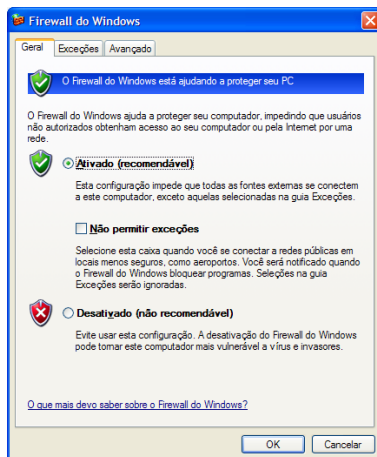 Firewall do Windows
Geral Exceções Avançado
O Firewall do Windows está ajudando a proteger seu PC
O Firewall do Windows ajuda a proteger seu computador, impedindo que usuários
não autorizados obtenham acesso ao seu computador ou pela Internet por uma
rede.
Ativado (recomendável)
Esta configuração impede que todas as fontes externas se conectem
a este computador, exceto aquelas selecionadas na guia Exceções.
Não permitir exceções
Selecione esta caixa quando você se conectar a redes públicas em
locais menos seguros, como aeroportos. Você será notificado quando
o Firewall do Windows bloquear programas. Seleções na guia
Exceções serão ignoradas.
Desativado (não recomendável)
Evite usar esta configuração. A desativação do Firewall do Windows
pode tornar este computador mais vulnerável a vírus e invasores.
O que mais devo saber sobre o Firewall do Windows?
OK Cancelar